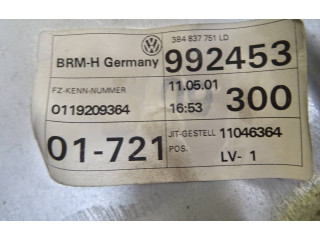 3B4 837 751 LD
BRM-H Germany 992453
FZ-KENN-NUMMER
11.05.01
0119209364
16:53 300
01-721
JIT-GESTELL 11046364
POS.
LV- 1